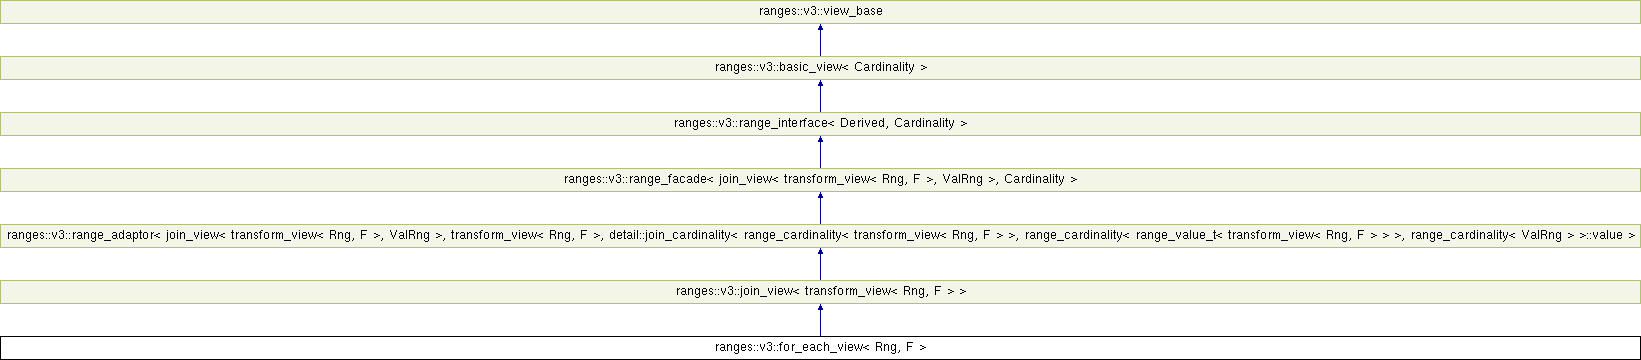 ranges::v3::view_base
ranges::v3::basic_view< Cardinality >
ranges::v3::range_interface< Derived, Cardinality >
ranges::v3::range_facade< join_view< transform_view< Rng, F >, ValRng >, Cardinality >
ranges::v3::range_adaptor< join_view< transform_view< Rng, F >, ValRng >, transform_view< Rng, F >, detail::join_cardinality< range_cardinality< transform_view< Rng, F > >, range_cardinality< range_value_t< transform_view< Rng, F > > >, range_cardinality< ValRng > >::value >
ranges::v3::join_view< transform_view< Rng, F > >
ranges::v3::for_each_view< Rng, F >